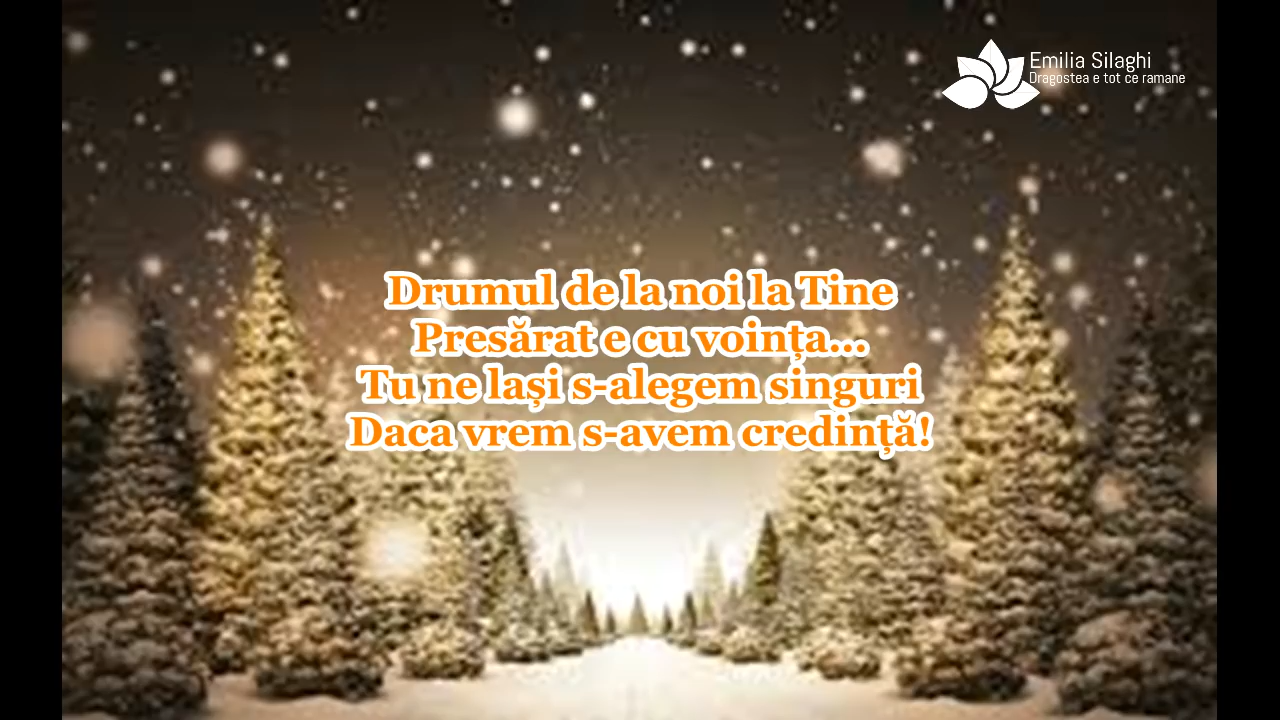 Emilia Silaghi
Dragostea e tot ce ramane
Drumul de la noi la Tine
Presărat e cu voința...
Tu ne lași s-alegem singuri
Daca vrem s-avem credință!